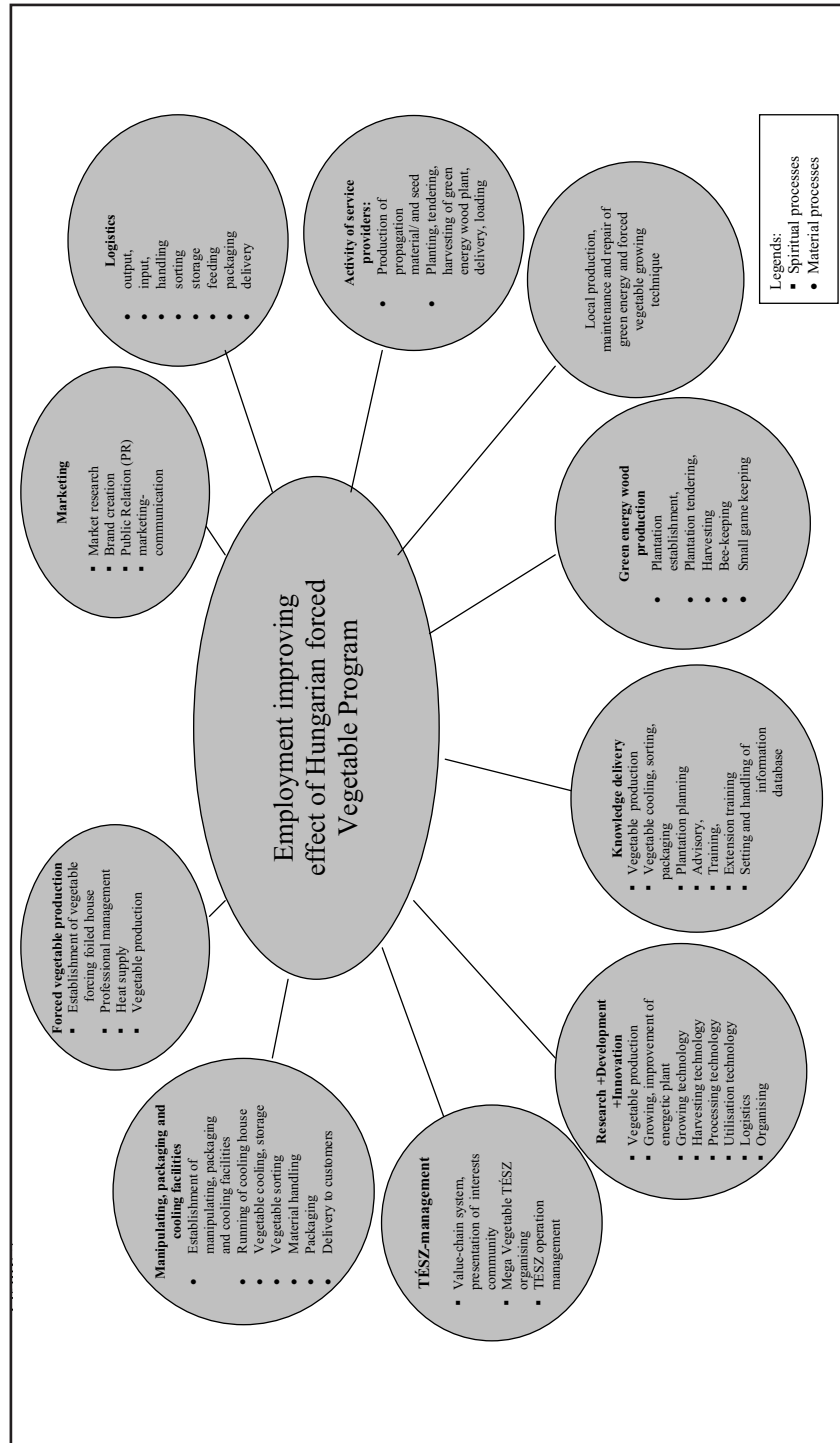 Employment improving
effect of Hungarian forced
Vegetable Program
Manipulating, packaging and
cooling facilities
• Establishment of
manipulating, packaging
and cooling facilities
• Running of cooling house
• Vegetable cooling, storage
• Vegetable sorting
• Material handling
• Packaging
• Delivery to customers
Forced vegetable production
▪ Establishment of vegetable
forcing foiled house
▪ Professional management
▪ Heat supply
▪ Vegetable production
Marketing
▪ Market research
▪ Brand creation
▪ Public Relation (PR)
▪ marketing-
communication
Logistics
• output,
• input,
• handling
• sorting
• storage
• feeding
• packaging
• delivery
Activity of service
providers:
• Production of
propagation
material/ and seed
• Planting, tendering,
harvesting of green
energy wood plant,
delivery, loading
Local production,
maintenance and repair of
green energy and forced
vegetable growing
technique
Green energy wood
production
• Plantation
establishment,
• Plantation tendering,
• Harvesting
• Bee-keeping
• Small game keeping
Knowledge delivery
▪ Vegetable production
▪ Vegetable cooling, sorting,
packaging
▪ Plantation planning
▪ Advisory,
▪ Training,
▪ Extension training
▪ Setting and handling of
information
database
Research +Development
+Innovation
▪ Vegetable production
▪ Growing, improvement of
energetic plant
▪ Growing technology
▪ Harvesting technology
▪ Processing technology
▪ Utilisation technology
▪ Logistics
▪ Organising
TÉSZ-management
▪ Value-chain system,
presentation of interests
community
▪ Mega Vegetable TÉSZ
organising
▪ TÉSZ operation
management
Legends:
▪ Spiritual processes
• Material processes